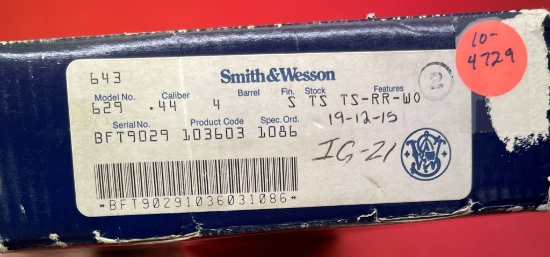 643
Smith&Wesson
Model No. Caliber Barrel Fin. Stock Features
629 .44 4 S TS TS-RR-WO
19-12-15
Serial No. Product Code Spec. Ord.
BFT9029 103603 1086
IG-21
*BFT90291036031086*
10-
4729